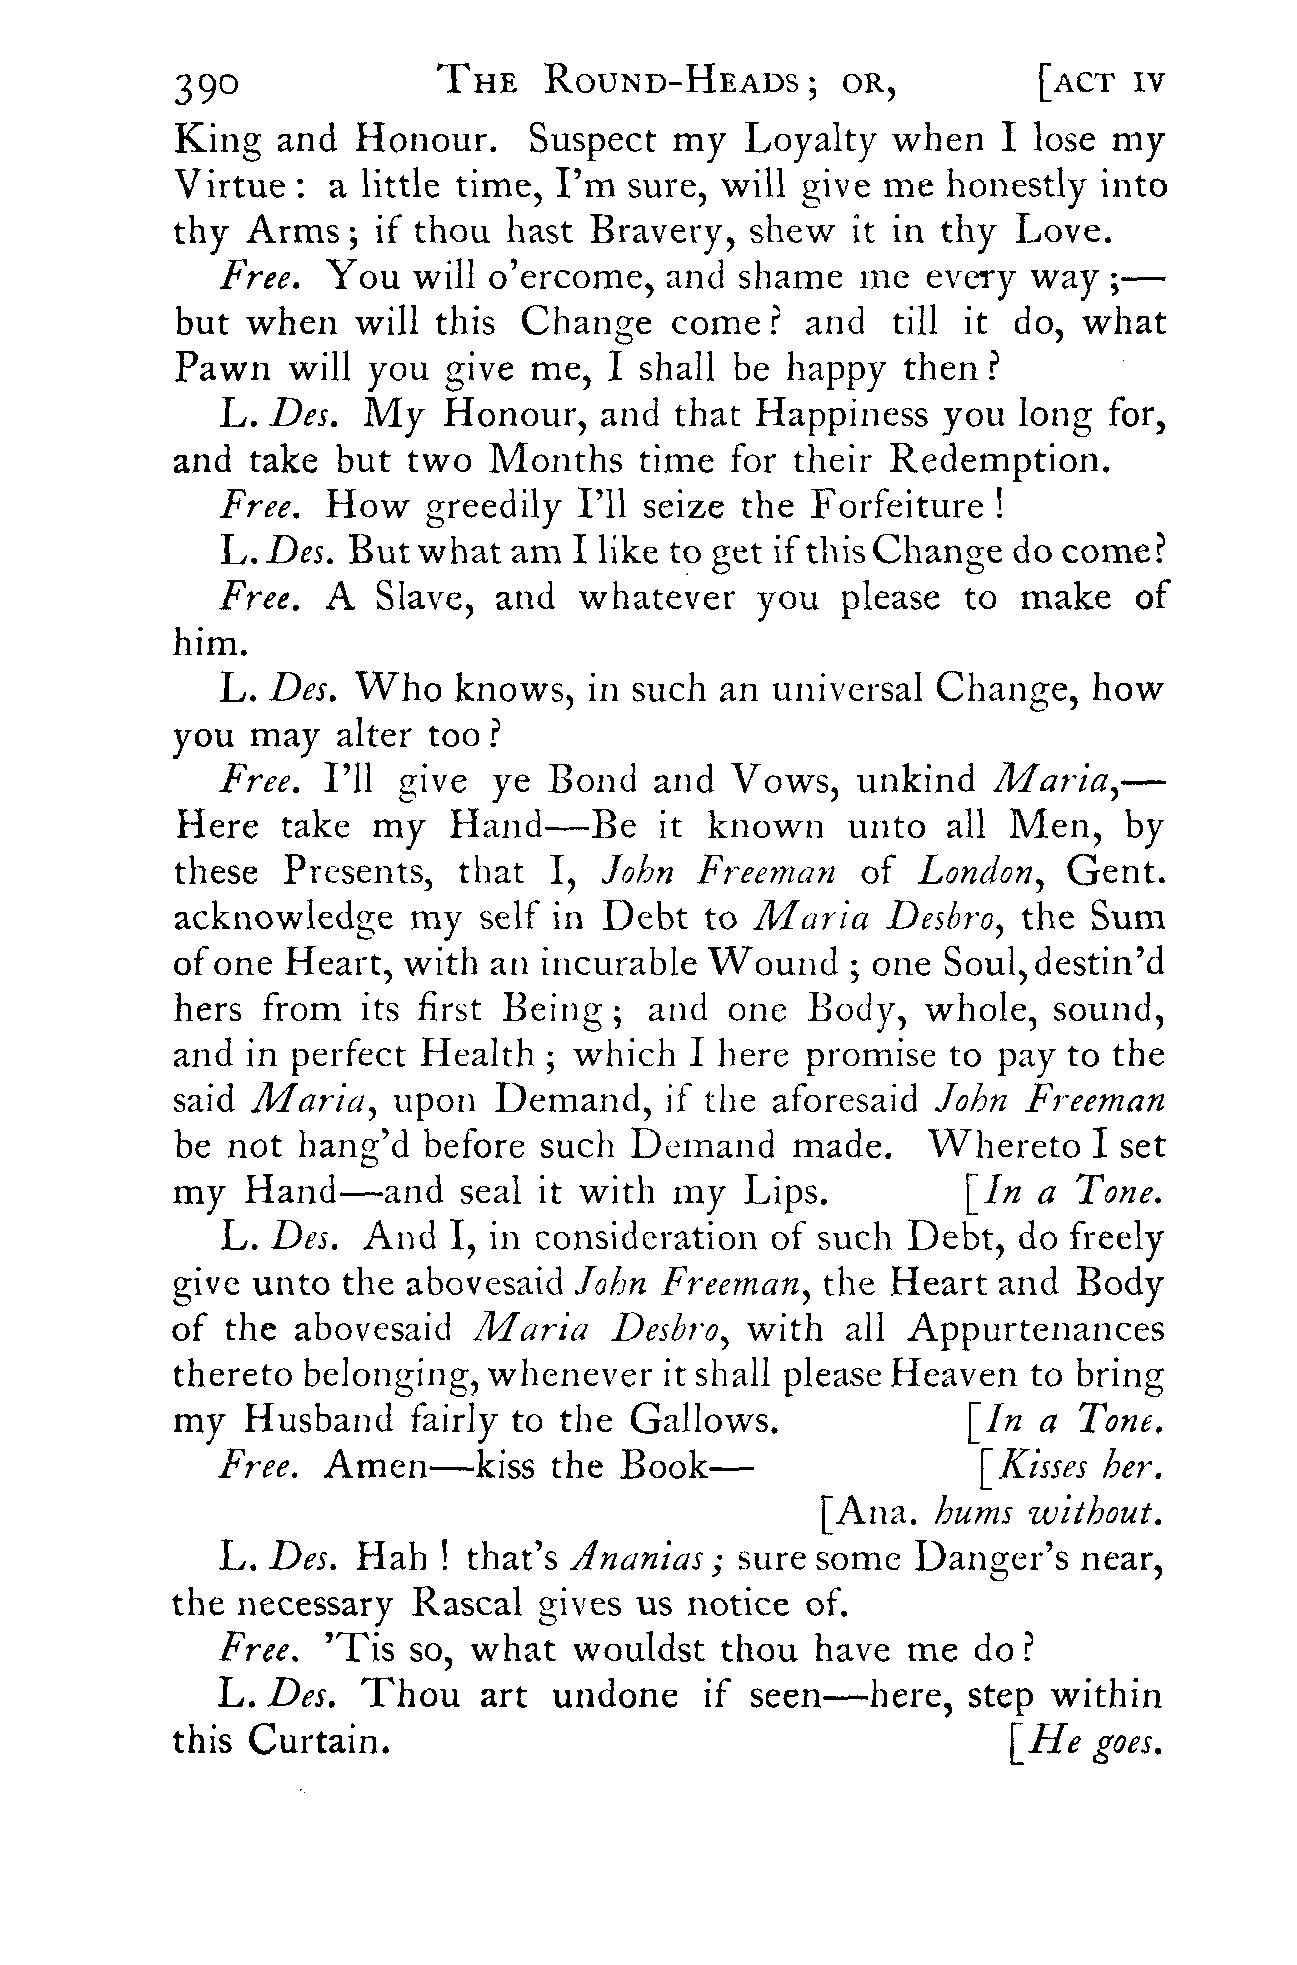 390 The Round-Heads; or, [act iv
King and Honour. Suspect my Loyalty when I lose my
Virtue: a little time, I'm sure, will give me honestly into
thy Arms; if thou hast Bravery, shew it in thy Love.
Free. You will o'ercome, and shame me every way;—
but when will this Change come? and till it do, what
Pawn will you give me, I shall be happy then?
L. Des. My Honour, and that Happiness you long for,
and take but two Months time for their Redemption.
Free. How greedily I'll seize the Forfeiture!
L. Des. But what am I like to get if this Change do come?
Free. A Slave, and whatever you please to make of
him.
L. Des. Who knows, in such an universal Change, how
you may alter too?
Free. I'll give ye Bond and Vows, unkind Maria,—
Here take my Hand—Be it known unto all Men, by
these Presents, that I, John Freeman of London, Gent.
acknowledge my self in Debt to Maria Desbro, the Sum
of one Heart, with an incurable Wound; one Soul, destin'd
hers from its first Being; and one Body, whole, sound,
and in perfect Health; which I here promise to pay to the
said Maria, upon Demand, if the aforesaid John Freeman
be not hang'd before such Demand made. Whereto I set
my Hand—and seal it with my Lips. [In a Tone.
L. Des. And I, in consideration of such Debt, do freely
give unto the abovesaid John Freeman, the Heart and Body
of the abovesaid Maria Desbro, with all Appurtenances
thereto belonging, whenever it shall please Heaven to bring
my Husband fairly to the Gallows. [In a Tone.
Free. Amen—kiss the Book— [Kisses her.
[Ana. hums without.
L. Des. Hah! that's Ananias; sure some Danger's near,
the necessary Rascal gives us notice of.
Free. 'Tis so, what wouldst thou have me do?
L. Des. Thou art undone if seen—here, step within
this Curtain. [He goes.